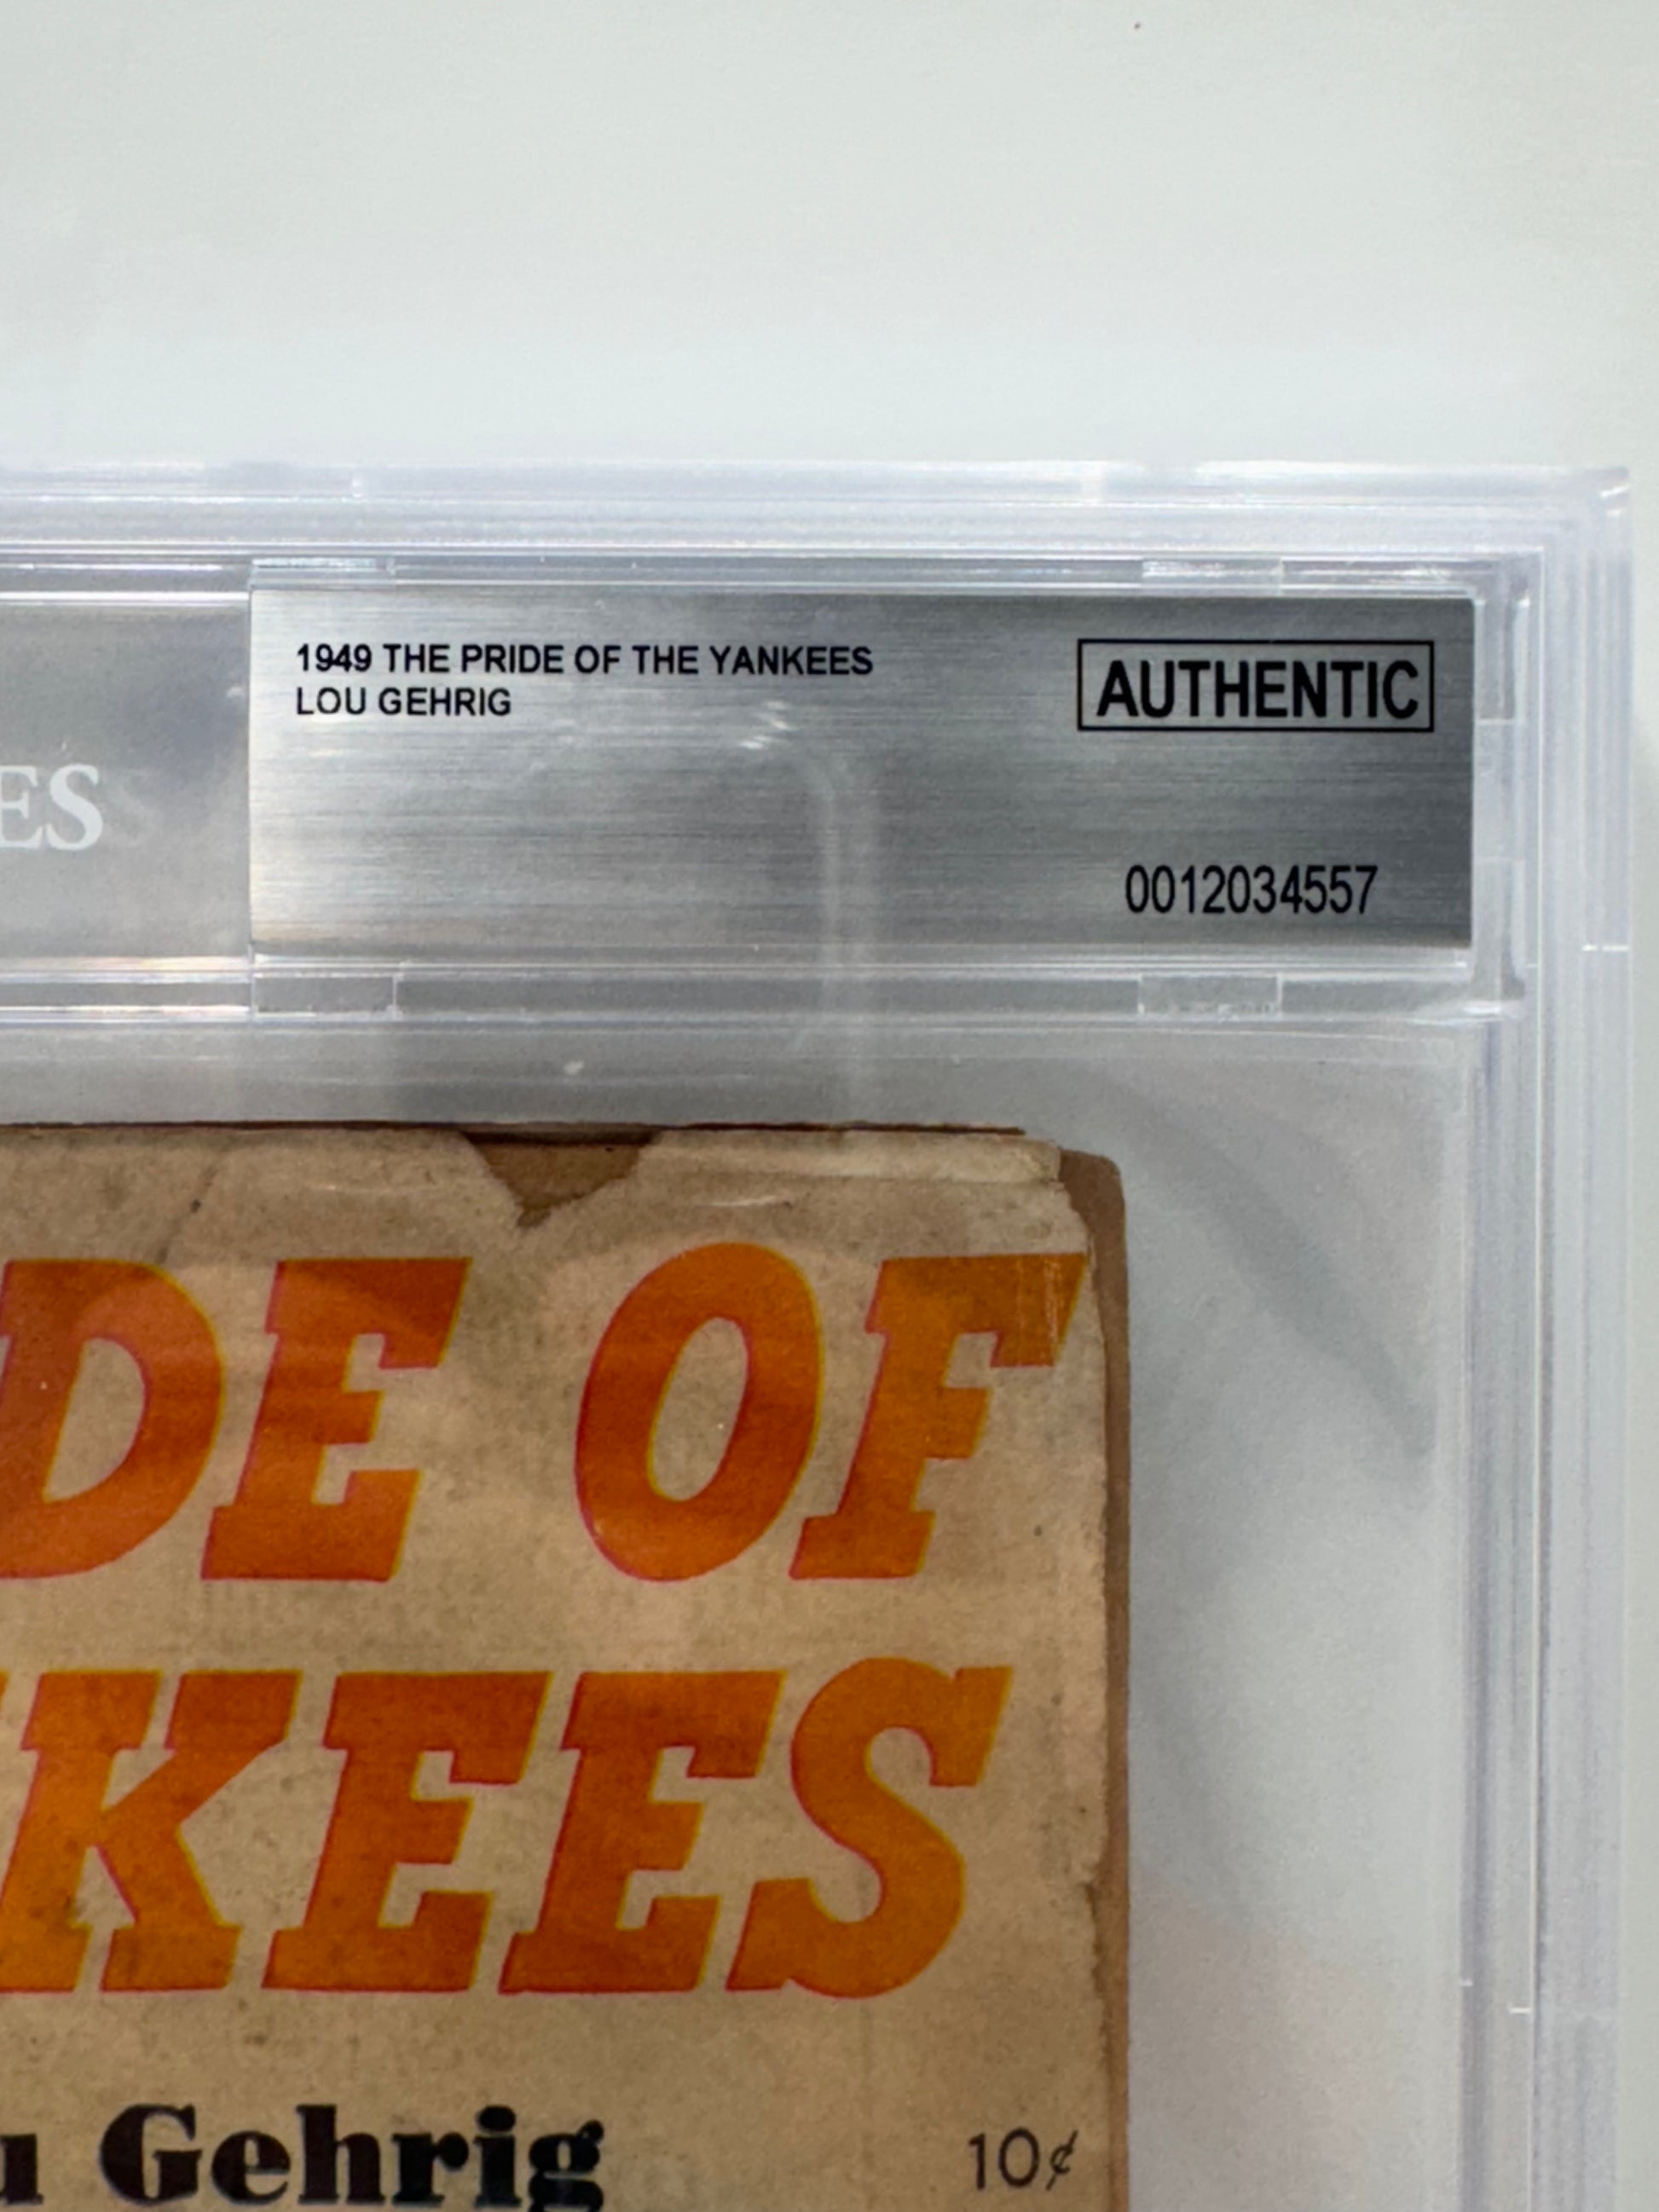 1949 THE PRIDE OF THE YANKEES
LOU GEHRIG
AUTHENTIC
ES
0012034557
DE OF
KEES
u Gehrig
10¢